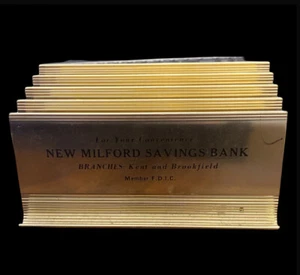 For Your Convenience
NEW MILFORD SAVINGS BANK
BRANCHES: Kent and Brookfield
Member F.D.I.C.